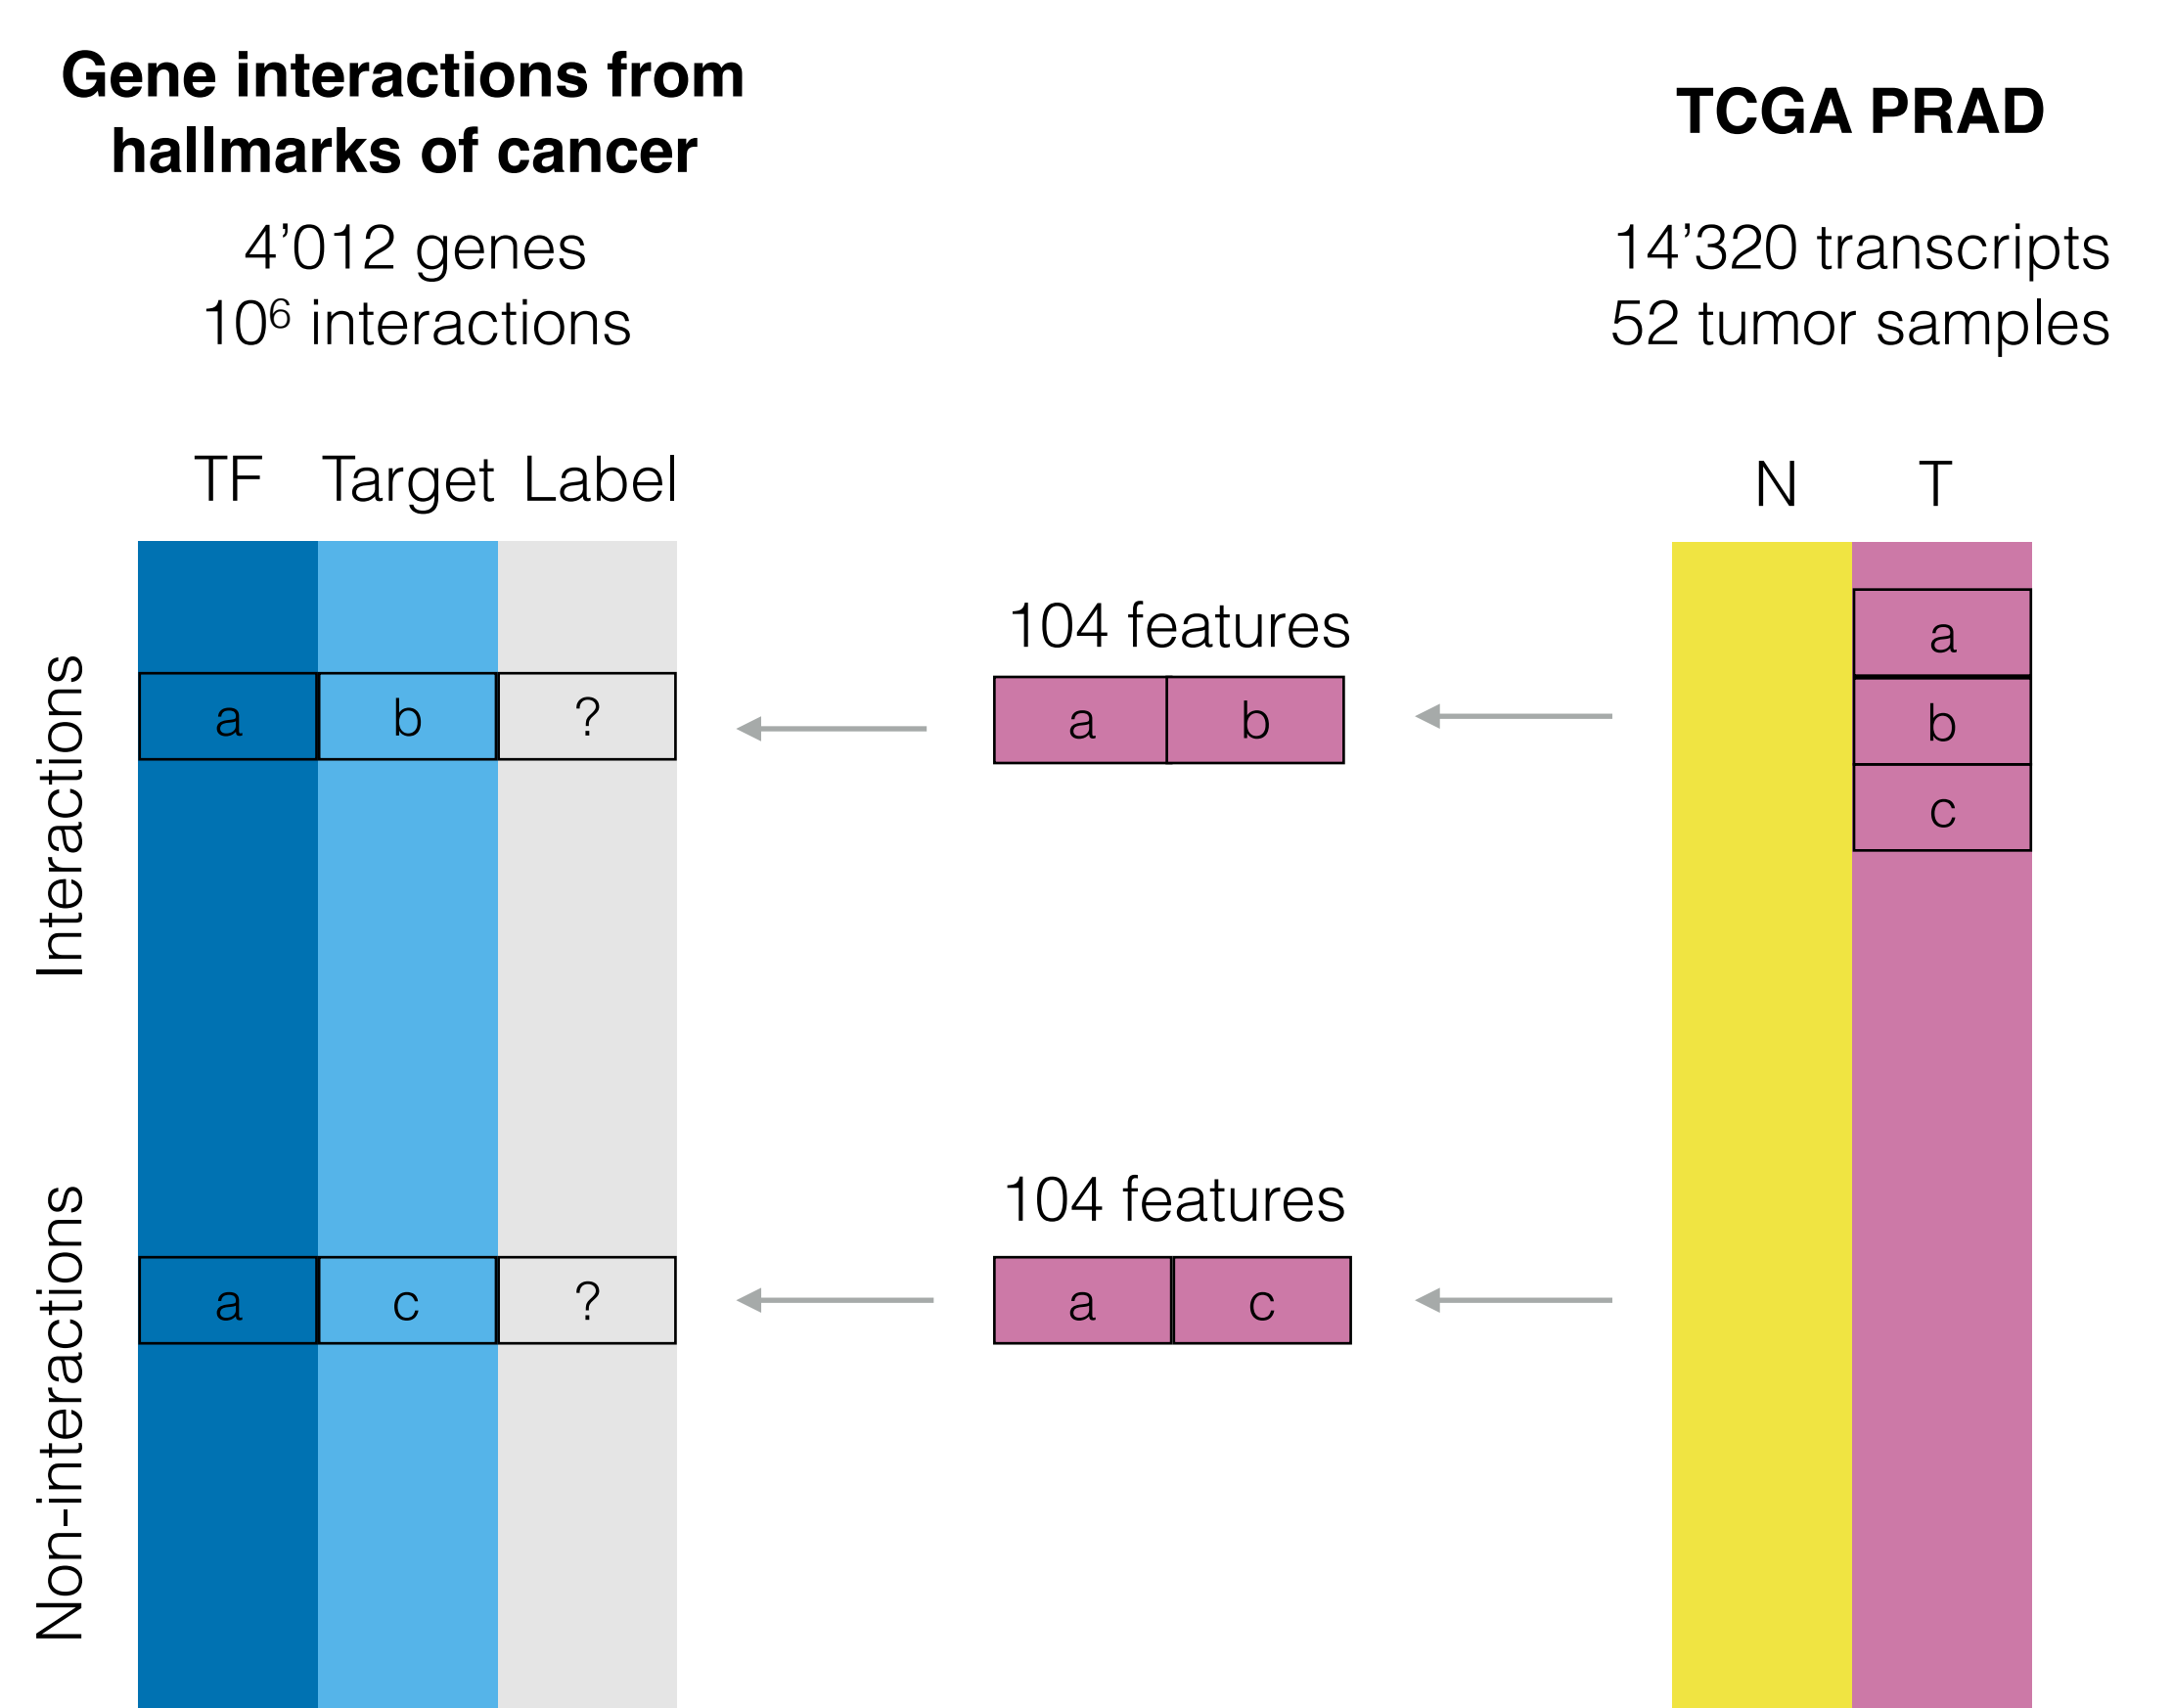 Gene interactions from
hallmarks of cancer
4’012 genes
10⁶ interactions
TCGA PRAD
14’320 transcripts
52 tumor samples
TF Target Label
N T
Interactions
a b ?
104 features
a b
a
b
c
Non-interactions
a c ?
104 features
a c